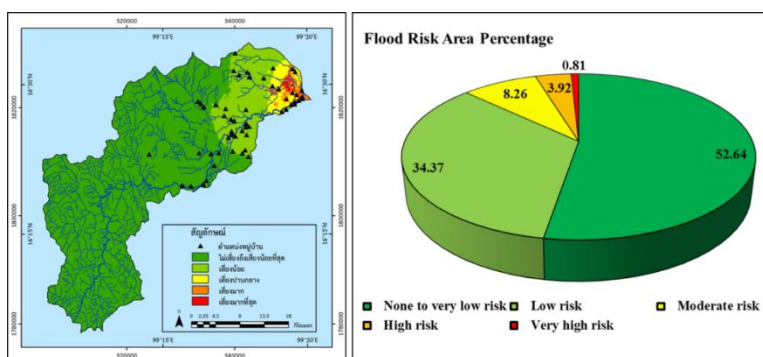 520000 540000
99°15'E 99°30'E
16°30'N
1820000
16°30'N
1820000
1800000
16°15'N
1800000
16°15'N
1780000
1780000
สัญลักษณ์
ตำแหน่งหมู่บ้าน
ไม่เสี่ยงถึงเสี่ยงน้อยที่สุด
เสี่ยงน้อย
เสี่ยงปานกลาง
เสี่ยงมาก
เสี่ยงมากที่สุด
0 2.25 4.5 9 13.5 18
กิโลเมตร
520000 540000
99°15'E 99°30'E
Flood Risk Area Percentage
0.81
3.92
8.26
52.64
34.37
None to very low risk Low risk Moderate risk
High risk Very high risk